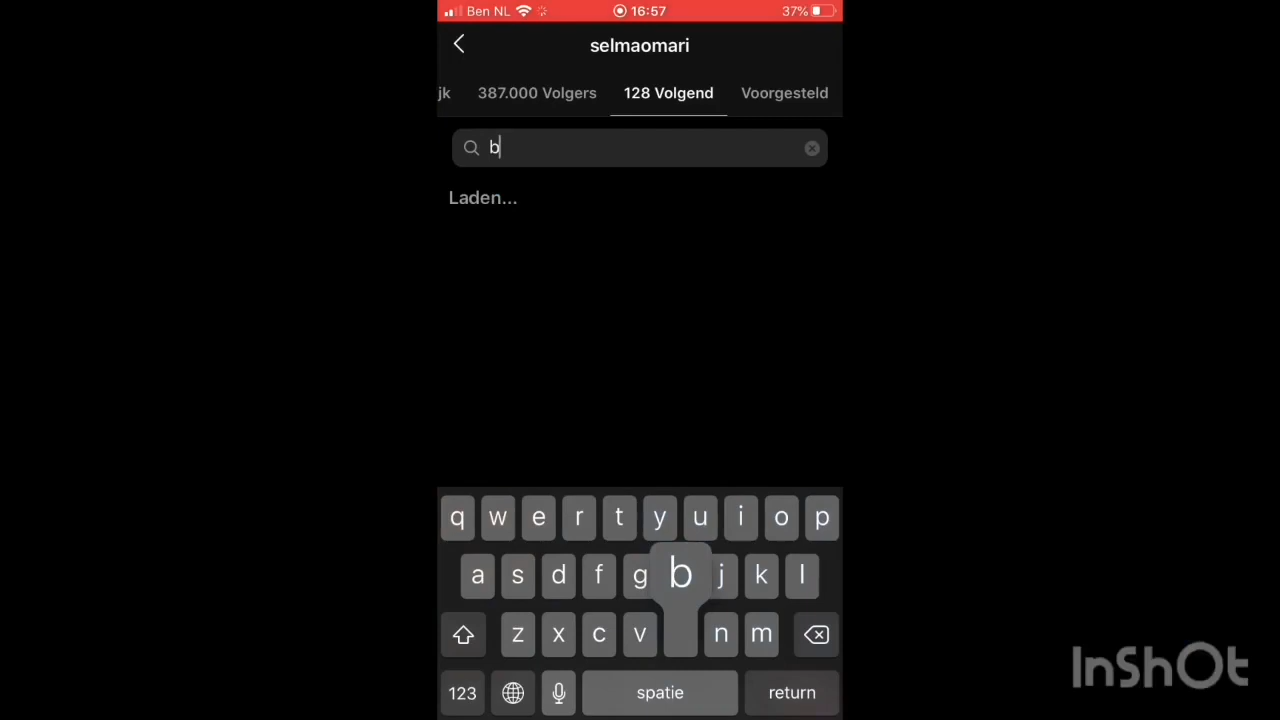 Ben NL 16:57 37%
selmaomari
jk 387.000 Volgers 128 Volgend Voorgesteld
b
Laden...
q w e r t y u i o p
a s d f g b j k l
z x c v n m
123 spatie return
InShOt